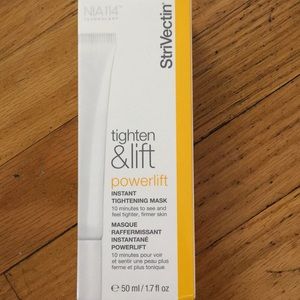 NIA114™
TECHNOLOGY
StriVectin®
tighten
&lift
powerlift
INSTANT
TIGHTENING MASK
10 minutes to see and
feel tighter, firmer skin
MASQUE
RAFFERMISSANT
INSTANTANÉ
POWERLIFT
10 minutes pour voir
et sentir une peau plus
ferme et plus tonique
℮ 50 ml / 1.7 fl oz